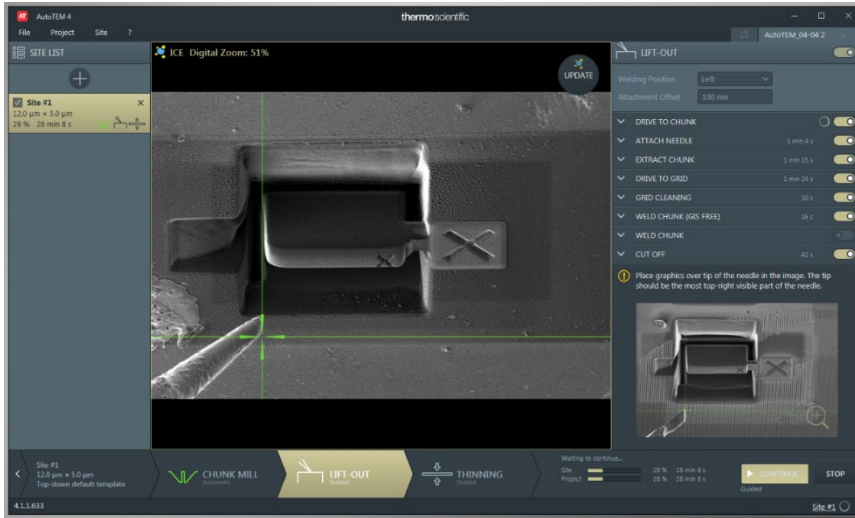 AutoTEM 4
thermo scientific
File Project Site ?
AutoTEM_04-04.2
SITE LIST
Site #1
12.0 µm × 5.0 µm
28 % 28 min 8 s
ICE Digital Zoom: 51%
UPDATE
LIFT-OUT
Welding Position Left
Attachment Offset 100 nm
DRIVE TO CHUNK
ATTACH NEEDLE 1 min 4 s
EXTRACT CHUNK 1 min 15 s
DRIVE TO GRID 1 min 24 s
GRID CLEANING 10 s
WELD CHUNK (GIS FREE) 16 s
WELD CHUNK
CUT OFF 42 s
Place graphics over tip of the needle in the image. The tip
should be the most top-right visible part of the needle.
Site #1
12.0 µm × 5.0 µm
Top-down default template
CHUNK MILL
Automatic
LIFT-OUT
Guided
THINNING
Guided
Waiting to continue...
Site 28 % 28 min 8 s
Project 28 % 28 min 8 s
CONTINUE
Guided
STOP
4.1.1.633
Site #1